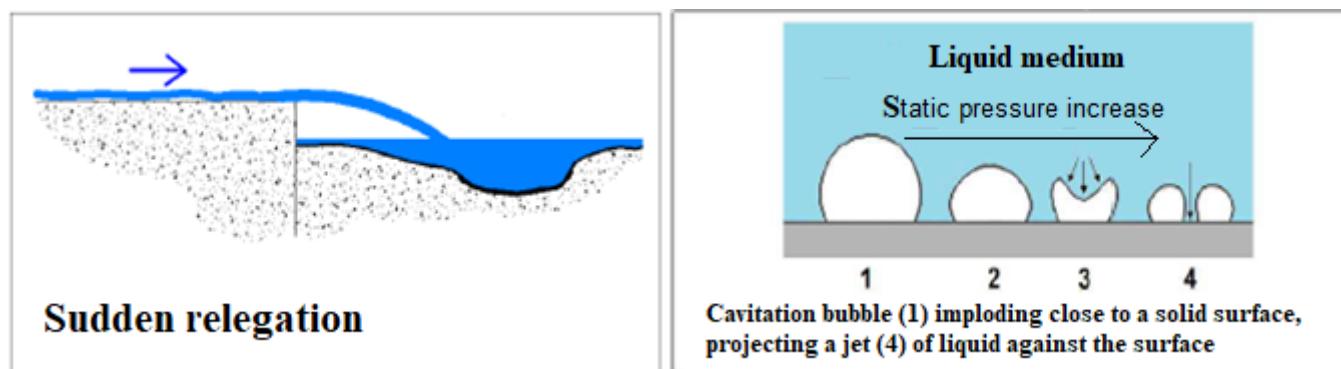 Sudden relegation
Liquid medium
Static pressure increase
1 2 3 4
Cavitation bubble (1) imploding close to a solid surface,
projecting a jet (4) of liquid against the surface